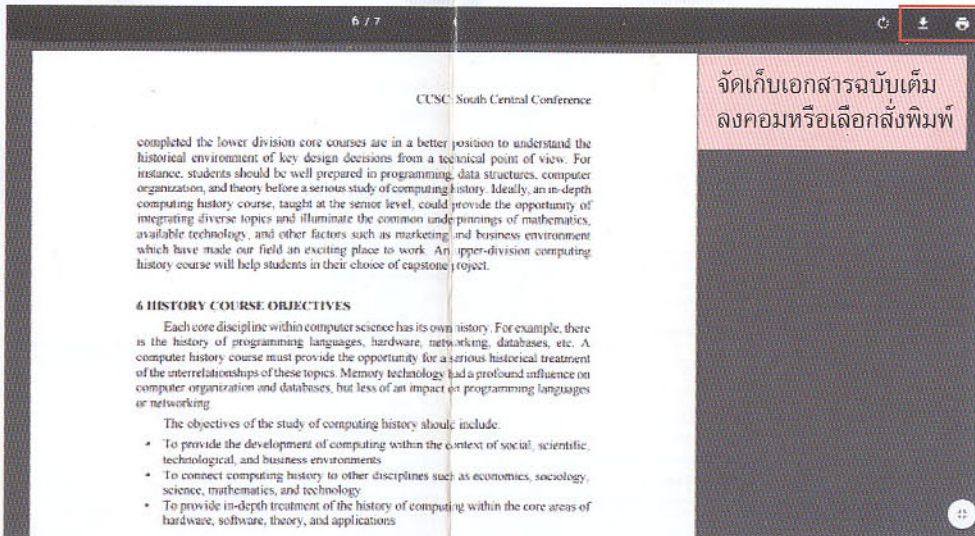 6 / 7
จัดเก็บเอกสารฉบับเต็ม
ลงคอมหรือเลือกสั่งพิมพ์
CCSC: South Central Conference
completed the lower division core courses are in a better position to understand the
historical environment of key design decisions from a technical point of view. For
instance, students should be well prepared in programming, data structures, computer
organization, and theory before a serious study of computing history. Ideally, an in-depth
computing history course, taught at the senior level, could provide the opportunity of
integrating diverse topics and illuminate the common underpinnings of mathematics,
available technology, and other factors such as marketing and business environment
which have made our field an exciting place to work. An upper-division computing
history course will help students in their choice of capstone project.
6 HISTORY COURSE OBJECTIVES
Each core discipline within computer science has its own history. For example, there
is the history of programming languages, hardware, networking, databases, etc. A
computer history course must provide the opportunity for a serious historical treatment
of the interrelationships of these topics. Memory technology had a profound influence on
computer organization and databases, but less of an impact on programming languages
or networking.
The objectives of the study of computing history should include:
• To provide the development of computing within the context of social, scientific,
technological, and business environments
• To connect computing history to other disciplines such as economics, sociology,
science, mathematics, and technology
• To provide in-depth treatment of the history of computing within the core areas of
hardware, software, theory, and applications